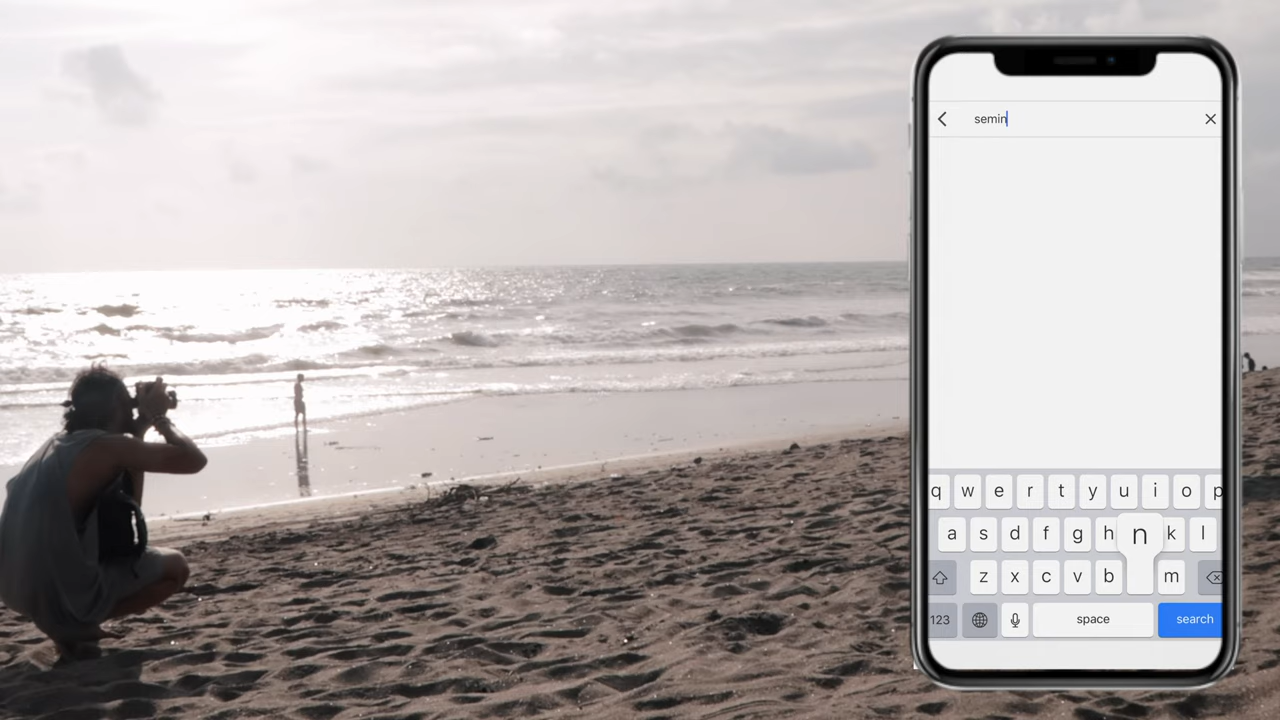 semin
q w e r t y u i o p
a s d f g h k l
z x c v b n m
123 space search